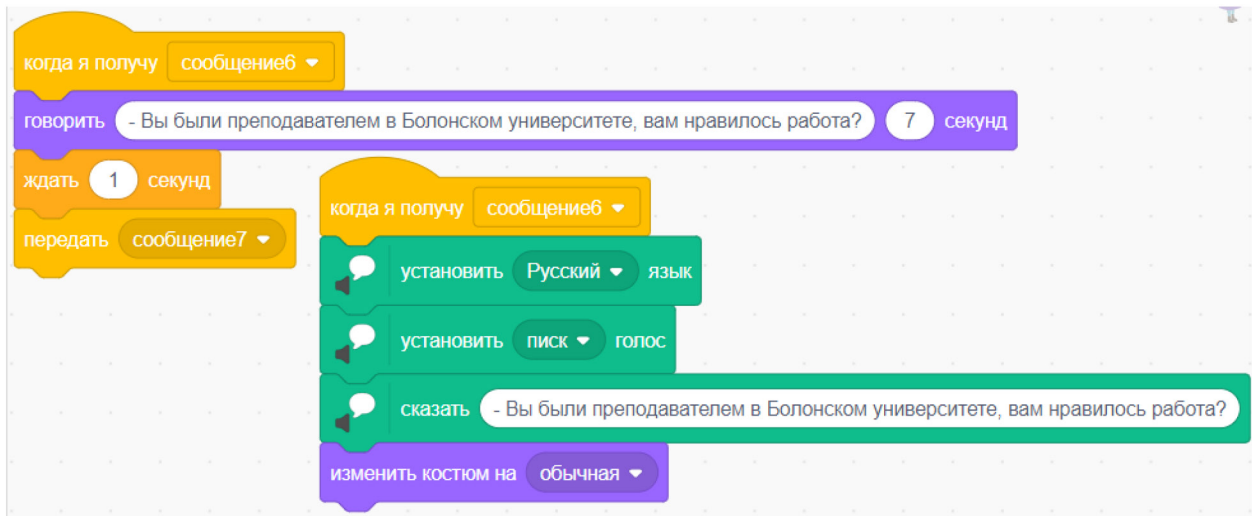 когда я получу сообщение6
говорить - Вы были преподавателем в Болонском университете, вам нравилось работа? 7 секунд
ждать 1 секунд
передать сообщение7
когда я получу сообщение6
установить Русский язык
установить писк голос
сказать - Вы были преподавателем в Болонском университете, вам нравилось работа?
изменить костюм на обычная